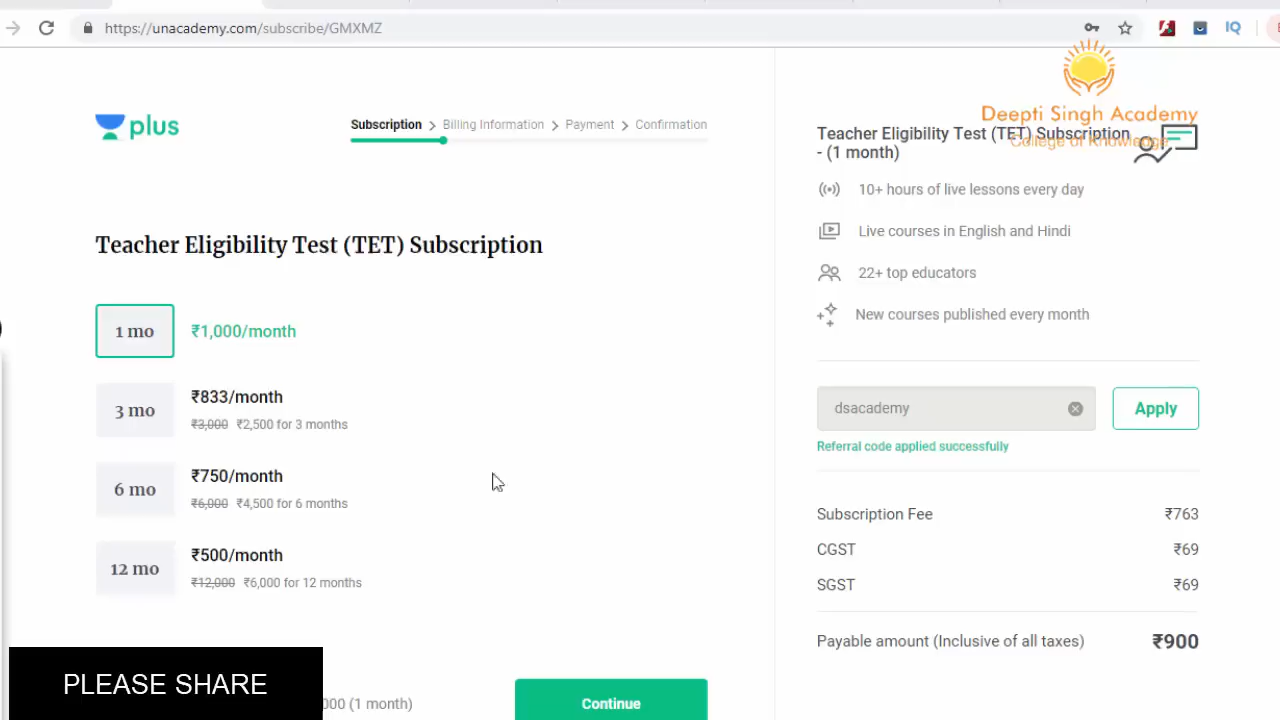 https://unacademy.com/subscribe/GMXMZ
IQ
plus
Subscription > Billing Information > Payment > Confirmation
Teacher Eligibility Test (TET) Subscription
1 mo ₹1,000/month
3 mo ₹833/month
₹3,000 ₹2,500 for 3 months
6 mo ₹750/month
₹6,000 ₹4,500 for 6 months
12 mo ₹500/month
₹12,000 ₹6,000 for 12 months
PLEASE SHARE
000 (1 month)
Continue
Deepti Singh Academy
College of Knowledge
Teacher Eligibility Test (TET) Subscription
- (1 month)
10+ hours of live lessons every day
Live courses in English and Hindi
22+ top educators
New courses published every month
dsacademy
Apply
Referral code applied successfully
Subscription Fee ₹763
CGST ₹69
SGST ₹69
Payable amount (Inclusive of all taxes) ₹900